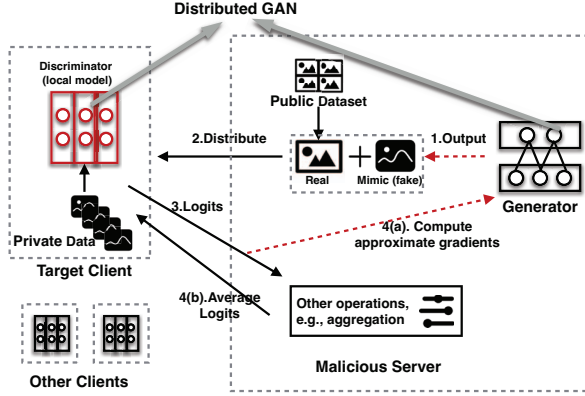 Distributed GAN
Discriminator
(local model)
Public Dataset
2.Distribute
1.Output
Real
Mimic (fake)
Generator
3.Logits
Private Data
4(a). Compute
approximate gradients
Target Client
4(b).Average
Logits
Other operations,
e.g., aggregation
Malicious Server
Other Clients